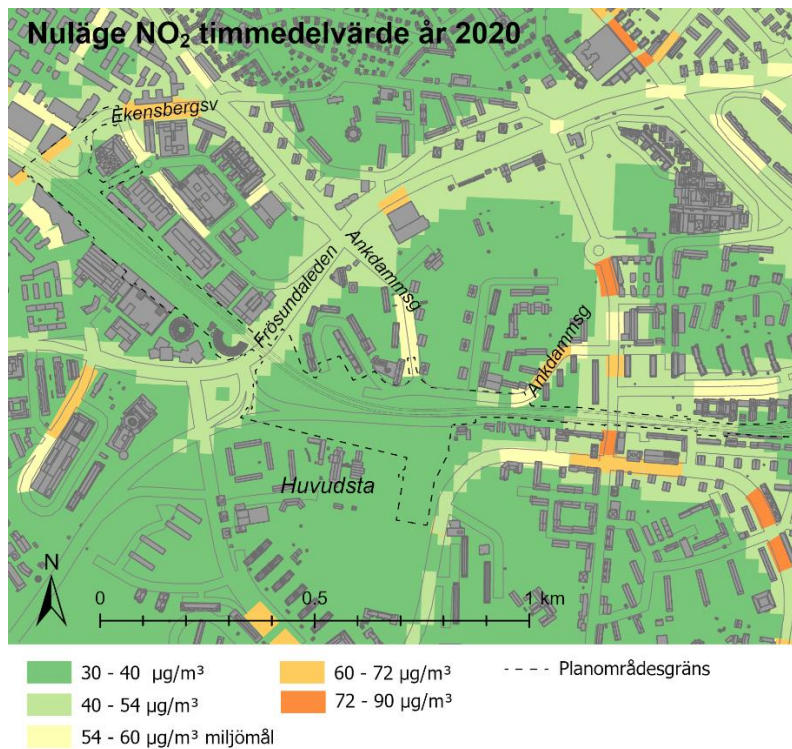 Nuläge NO₂ timmedelvärde år 2020
Ekensbergsv
Frösundaleden
Ankdammsg
Ankdammsg
Huvudsta
N
0 0.5 1 km
30 - 40 µg/m³
40 - 54 µg/m³
54 - 60 µg/m³ miljömål
60 - 72 µg/m³
72 - 90 µg/m³
Planområdesgräns